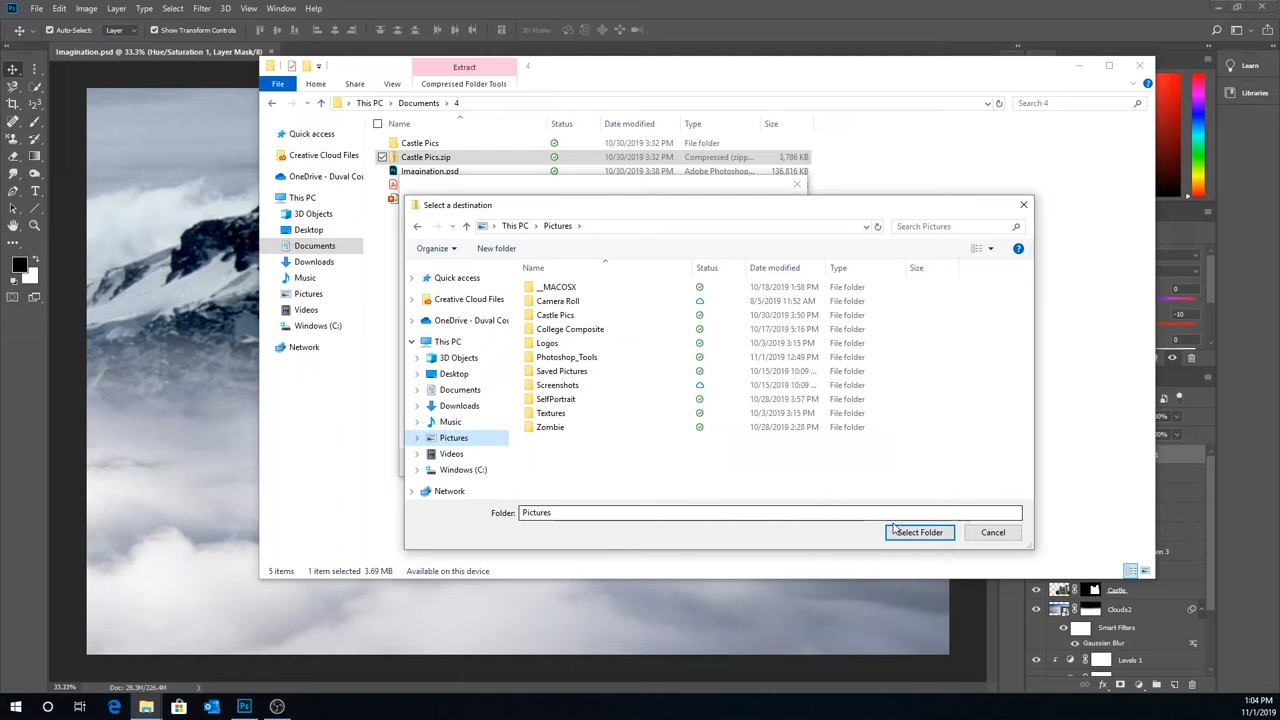 Ps File Edit Image Layer Type Select Filter 3D View Window Help
Auto-Select: Layer Show Transform Controls 3D Mode:
Imagination.psd @ 33.3% (Hue/Saturation 1, Layer Mask/8) ×
Extract 4
File Home Share View Compressed Folder Tools
This PC > Documents > 4 Search 4
Name Status Date modified Type Size
Quick access
Creative Cloud Files
OneDrive - Duval Cou
This PC
3D Objects
Desktop
Documents
Downloads
Music
Pictures
Videos
Windows (C:)
Network
Castle Pics 10/30/2019 3:32 PM File folder
Castle Pics.zip 10/30/2019 3:32 PM Compressed (zipp... 3,786 KB
Imagination.psd 10/30/2019 3:38 PM Adobe Photoshop... 136,816 KB
Select a destination
This PC > Pictures > Search Pictures
Organize New folder
Name Status Date modified Type Size
Quick access
Creative Cloud Files
OneDrive - Duval Cou
This PC
3D Objects
Desktop
Documents
Downloads
Music
Pictures
Videos
Windows (C:)
Network
__MACOSX 10/18/2019 1:58 PM File folder
Camera Roll 8/5/2019 11:52 AM File folder
Castle Pics 10/30/2019 3:50 PM File folder
College Composite 10/17/2019 5:16 PM File folder
Logos 10/3/2019 3:15 PM File folder
Photoshop_Tools 11/1/2019 12:49 PM File folder
Saved Pictures 10/15/2019 10:09 ... File folder
Screenshots 10/15/2019 10:09 ... File folder
SelfPortrait 10/28/2019 3:57 PM File folder
Textures 10/3/2019 3:15 PM File folder
Zombie 10/28/2019 2:28 PM File folder
Folder: Pictures
Select Folder Cancel
5 items 1 item selected 3.69 MB Available on this device
Learn
Libraries
0
-10
Castle
Clouds2
Smart Filters
Gaussian Blur
Levels 1
33.33% Doc: 28.3M/226.4M
1:04 PM
11/1/2019